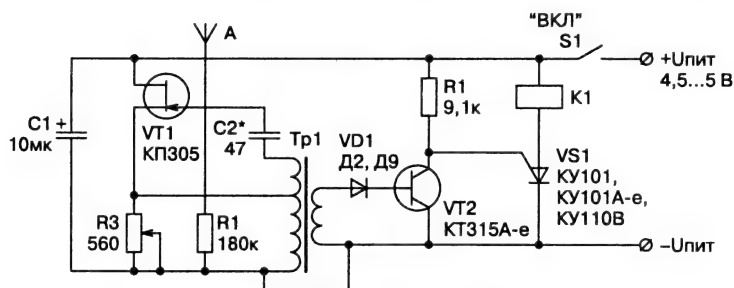 "ВКЛ"
S1
А
+Uпит
4,5...5 В
C1 +
10мк
VT1
КП305
C2*
47
Тр1
VD1
Д2, Д9
R1
9,1к
К1
VS1
КУ101,
КУ101А-е,
КУ110В
VT2
КТ315А-е
R3
560
R1
180к
–Uпит